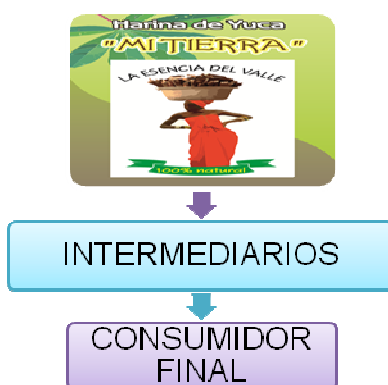 Harina de Yuca
"MI TIERRA"
LA ESENCIA DEL VALLE
100% natural
INTERMEDIARIOS
CONSUMIDOR
FINAL